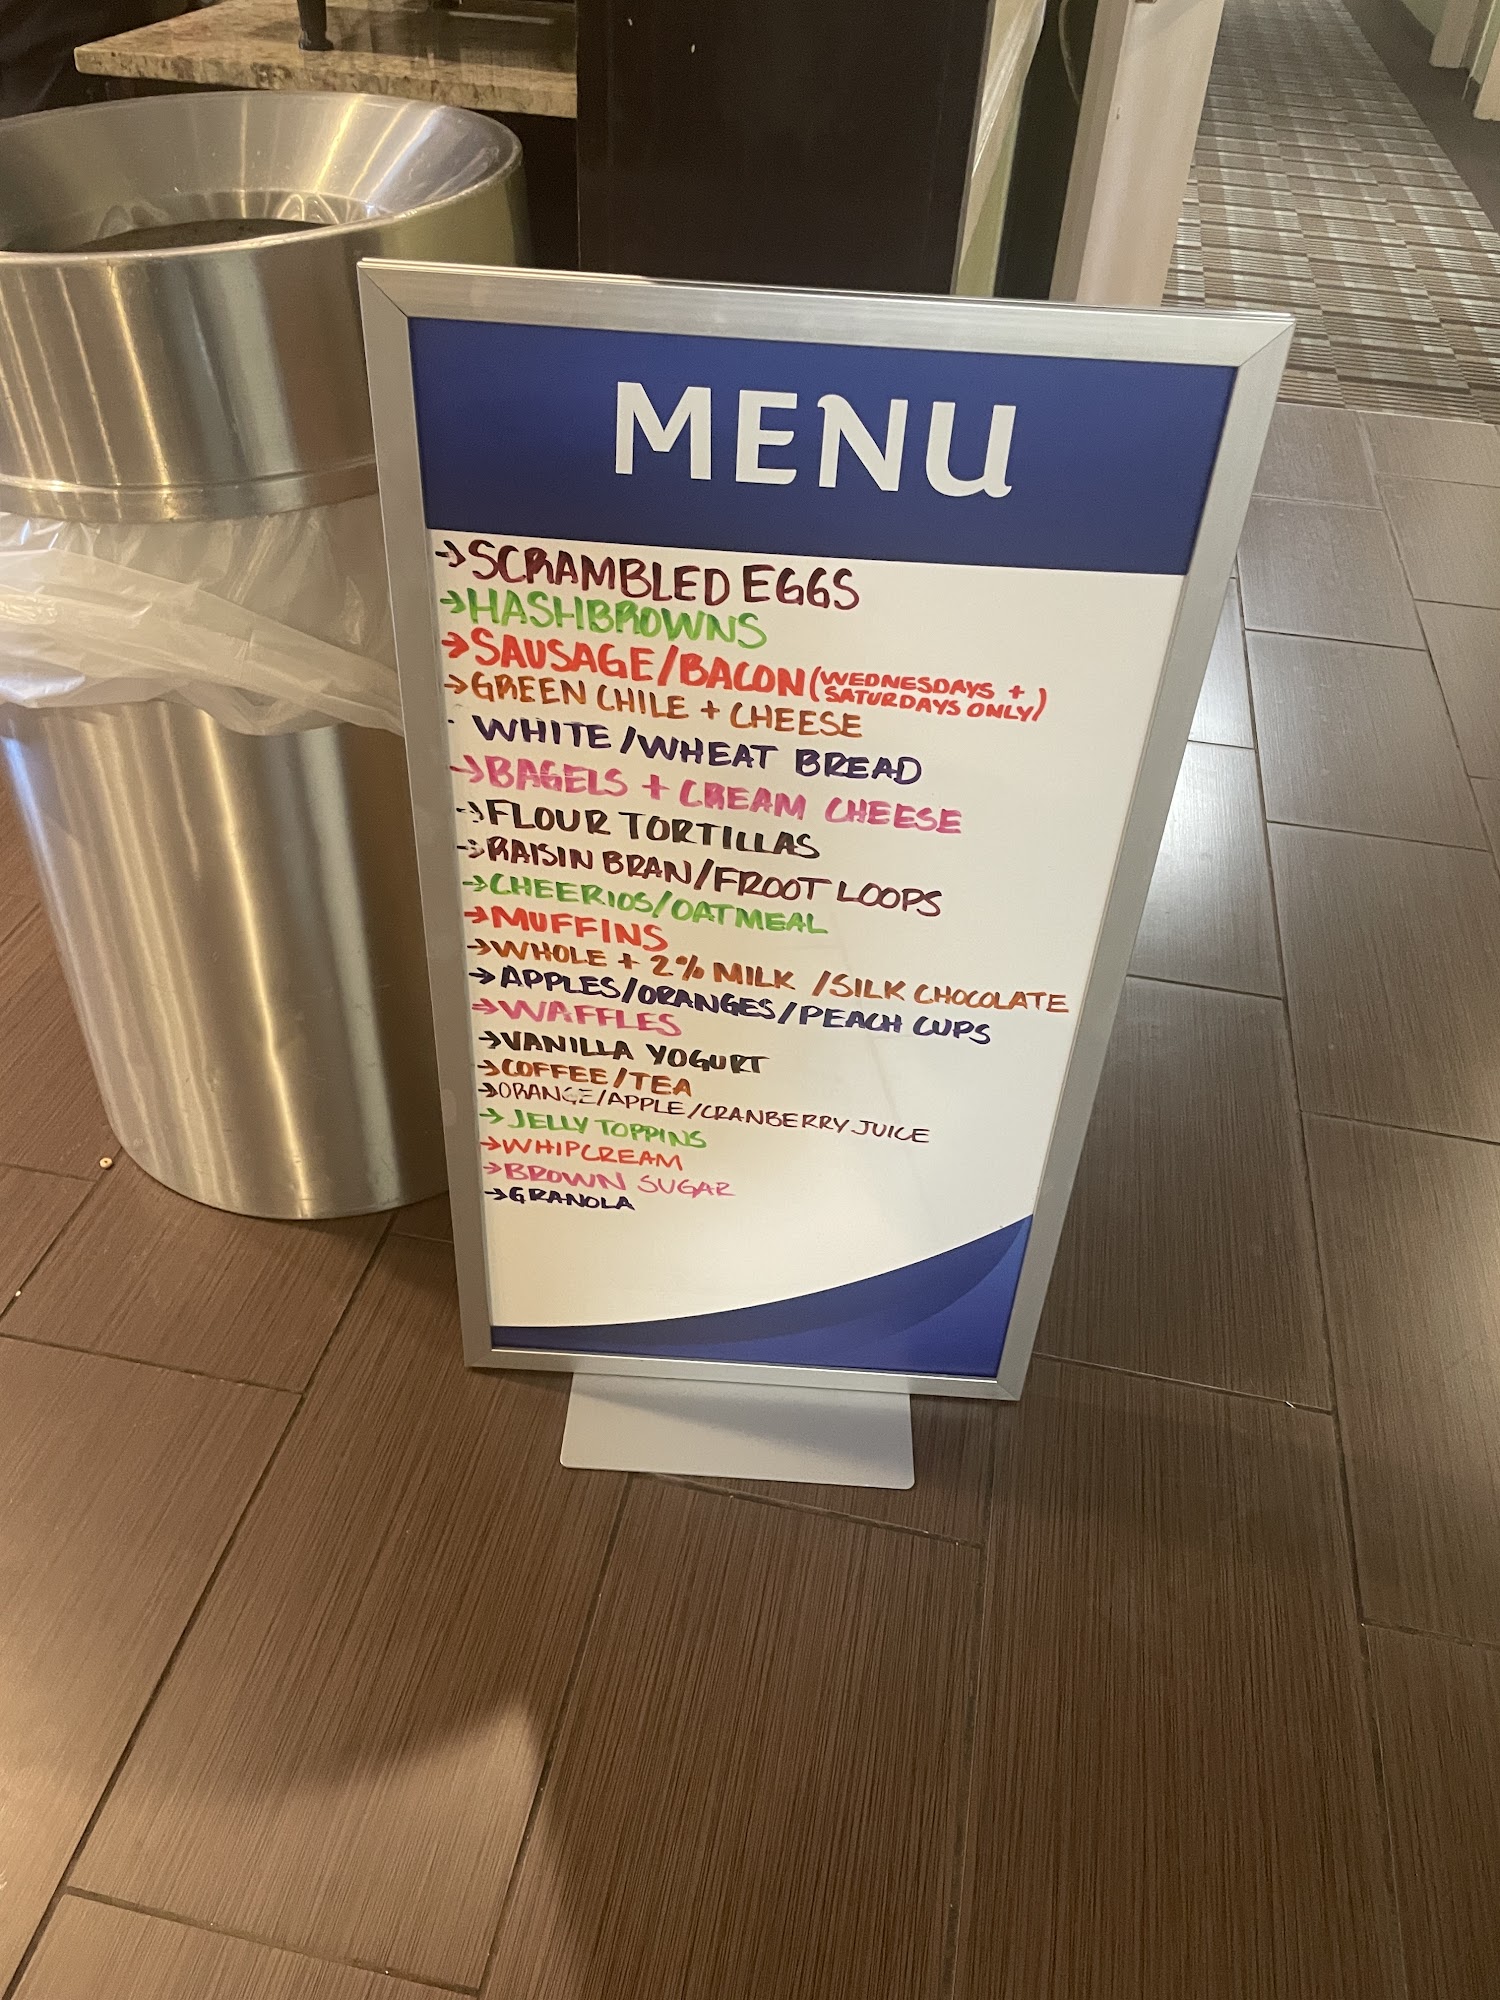 MENU
→SCRAMBLED EGGS
→HASHBROWNS
→SAUSAGE/BACON (WEDNESDAYS + SATURDAYS ONLY)
→GREEN CHILE + CHEESE
WHITE/WHEAT BREAD
→BAGELS + CREAM CHEESE
→FLOUR TORTILLAS
→RAISIN BRAN/FROOT LOOPS
→CHEERIOS/OATMEAL
→MUFFINS
→WHOLE + 2% MILK /SILK CHOCOLATE
→APPLES/ORANGES/PEACH CUPS
→WAFFLES
→VANILLA YOGURT
→COFFEE/TEA
→ORANGE/APPLE/CRANBERRY JUICE
→JELLY TOPPINS
→WHIPCREAM
→BROWN SUGAR
→GRANOLA